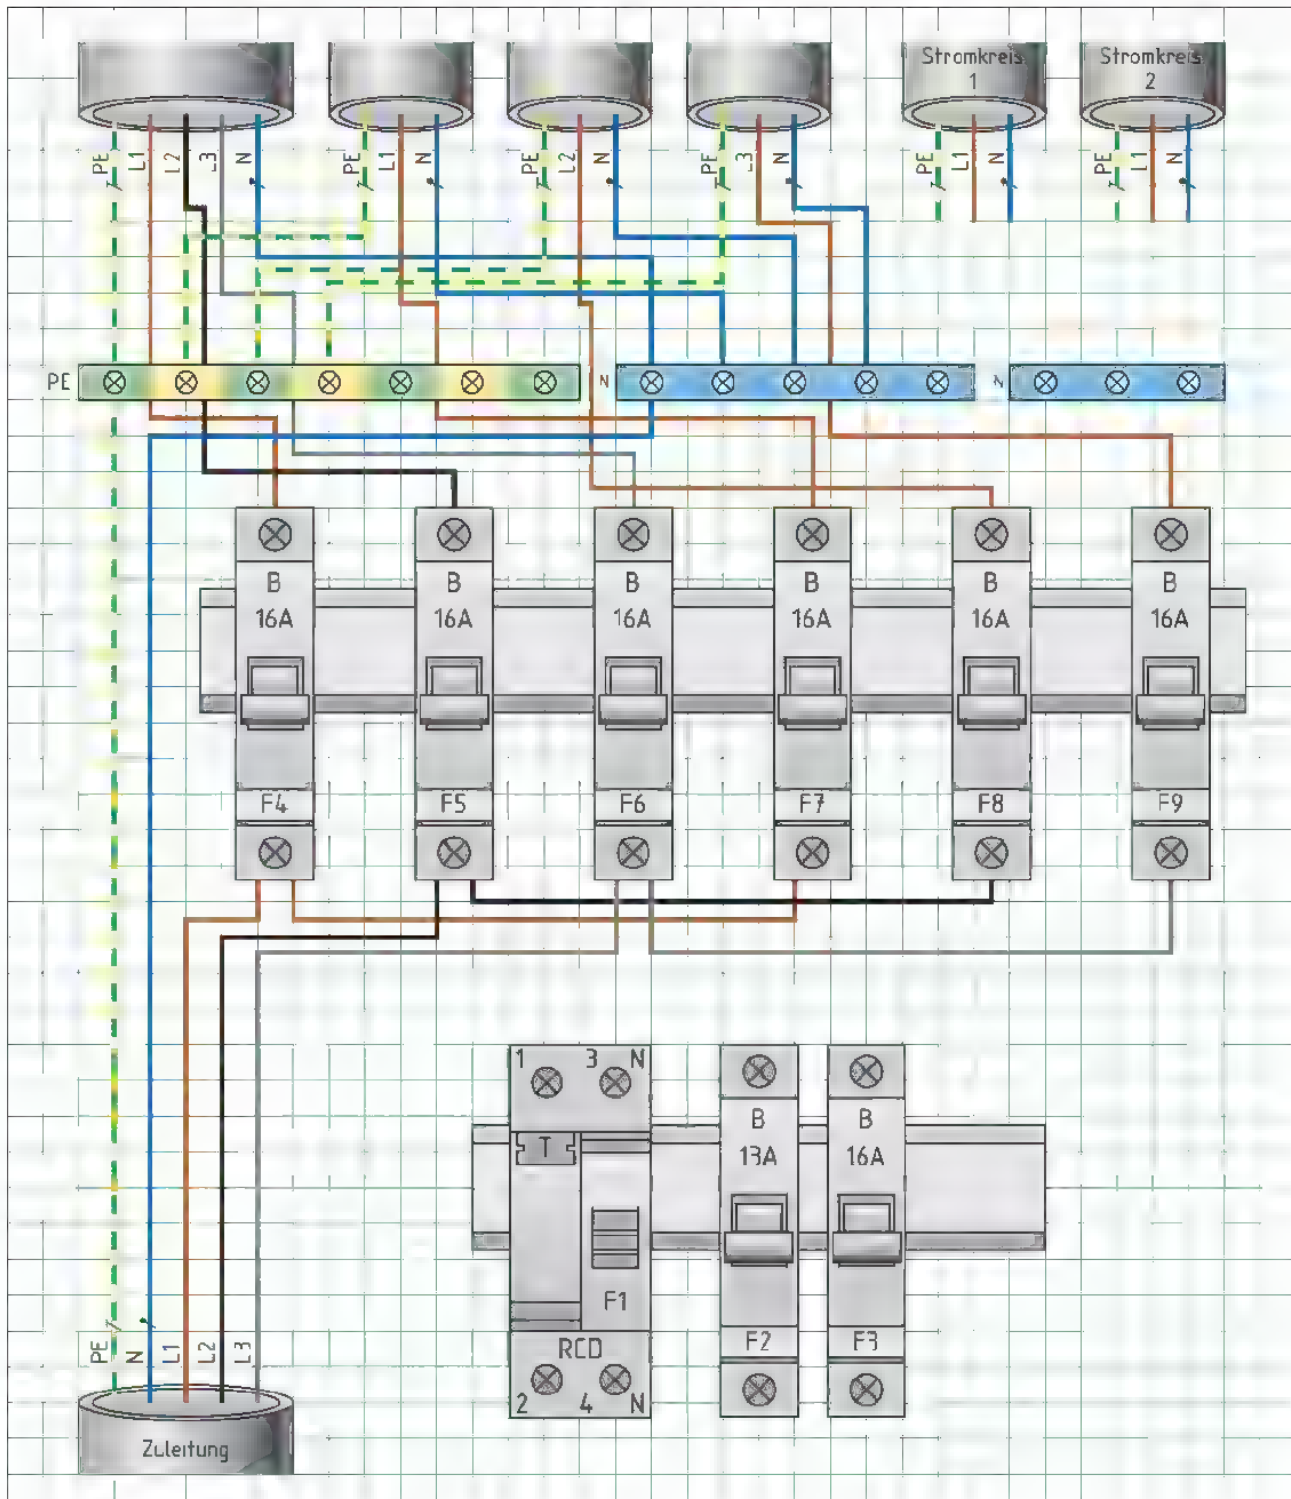 Stromkreis
1
Stromkreis
2
PE L1 L2 L3 N
PE L1 N
PE L2 N
PE L3 N
PE L1 N
PE L1 N
PE
N
N
B
16A
B
16A
B
16A
B
16A
B
16A
B
16A
F4
F5
F6
F7
F8
F9
1 3 N
T
F1
RCD
2 4 N
B
13A
F2
B
16A
F3
PE N L1 L2 L3
Zuleitung